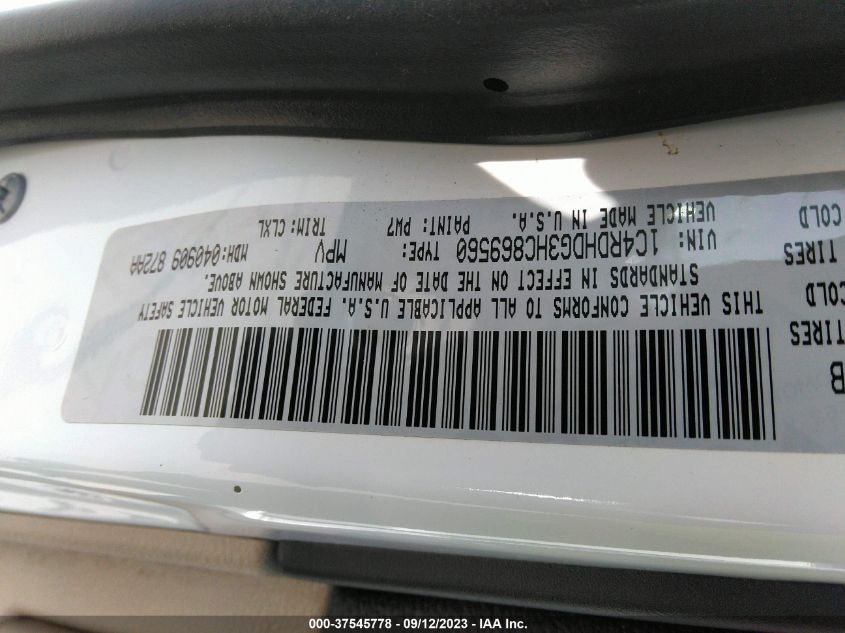 THIS VEHICLE CONFORMS TO ALL APPLICABLE U.S.A. FEDERAL MOTOR VEHICLE SAFETY
STANDARDS IN EFFECT ON THE DATE OF MANUFACTURE SHOWN ABOVE.
VIN: 1C4RDHDG3HC869560 TYPE: MPV MDH:040909 872AA
VEHICLE MADE IN U.S.A. PAINT: PW7 TRIM: CLXL
B
TIRES
COLD
TIRES
COLD
000-37545778 - 09/12/2023 - © IAA Inc.